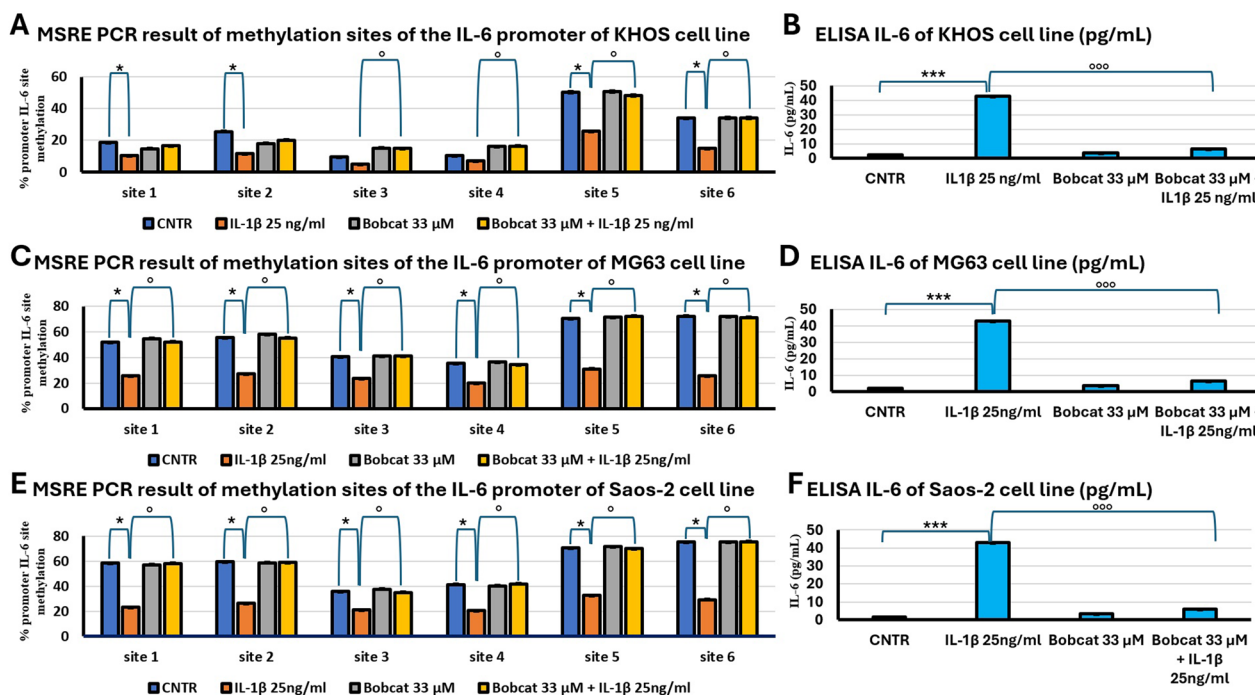 A
MSRE PCR result of methylation sites of the IL-6 promoter of KHOS cell line
% promoter IL-6 site
methylation
60
40
20
0
* * ° ° * ° * °
site 1 site 2 site 3 site 4 site 5 site 6
CNTR IL-1β 25 ng/ml Bobcat 33 µM Bobcat 33 µM + IL-1β 25 ng/ml
B
ELISA IL-6 of KHOS cell line (pg/mL)
IL-6 (pg/mL)
50
40
30
20
10
0
*** °°°
CNTR IL1β 25 ng/ml Bobcat 33 µM Bobcat 33 µM
IL1β 25 ng/ml
C
MSRE PCR result of methylation sites of the IL-6 promoter of MG63 cell line
% promoter IL-6 site
methylation
80
60
40
20
0
* ° * ° * ° * ° * ° * °
site 1 site 2 site 3 site 4 site 5 site 6
CNTR IL-1β 25ng/ml Bobcat 33 µM Bobcat 33 µM + IL-1β 25ng/ml
D
ELISA IL-6 of MG63 cell line (pg/mL)
IL-6 (pg/mL)
50
40
30
20
10
0
*** °°°
CNTR IL-1β 25ng/ml Bobcat 33 µM Bobcat 33 µM
IL-1β 25ng/ml
E
MSRE PCR result of methylation sites of the IL-6 promoter of Saos-2 cell line
% promoter IL-6 site
methylation
80
60
40
20
0
* ° * ° * ° * ° * ° * °
site 1 site 2 site 3 site 4 site 5 site 6
CNTR IL-1β 25ng/ml Bobcat 33 µM Bobcat 33 µM + IL-1β 25ng/ml
F
ELISA IL-6 of Saos-2 cell line (pg/mL)
IL-6 (pg/mL)
50
40
30
20
10
0
*** °°°
CNTR IL-1β 25ng/ml Bobcat 33 µM Bobcat 33 µM
+ IL-1β
25ng/ml